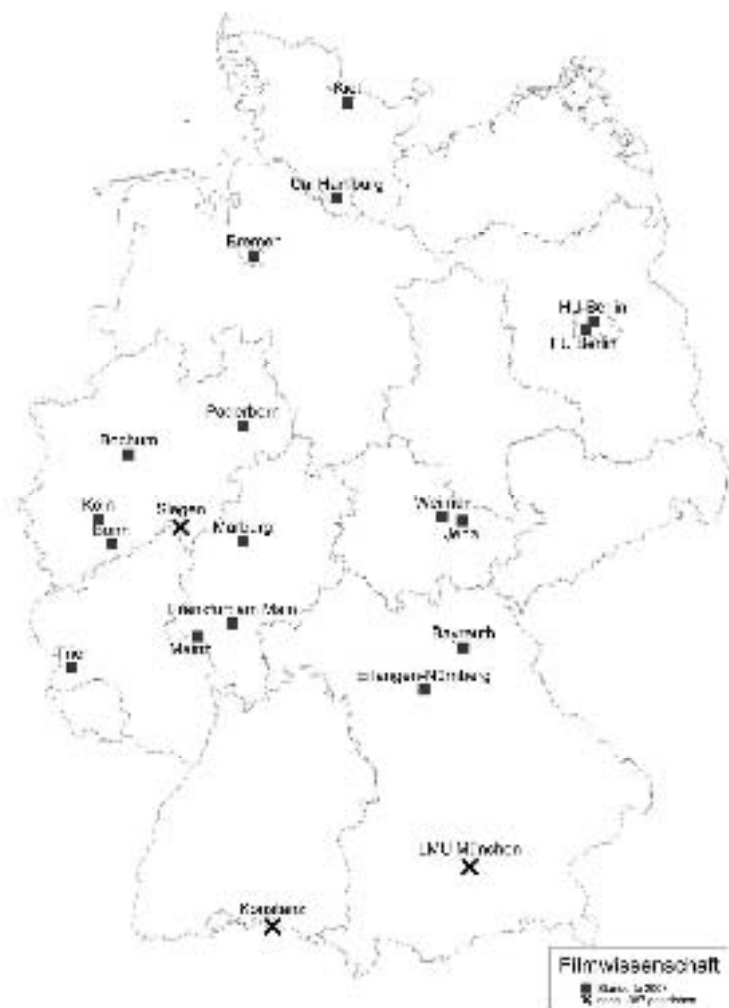 Kiel
Uni Hamburg
Bremen
HU-Berlin
FU Berlin
Paderborn
Bochum
Köln
Siegen
Bonn
Marburg
Weimar
Jena
Frankfurt am Main
Mainz
Trier
Bayreuth
Erlangen-Nürnberg
LMU München
Konstanz
Filmwissenschaft